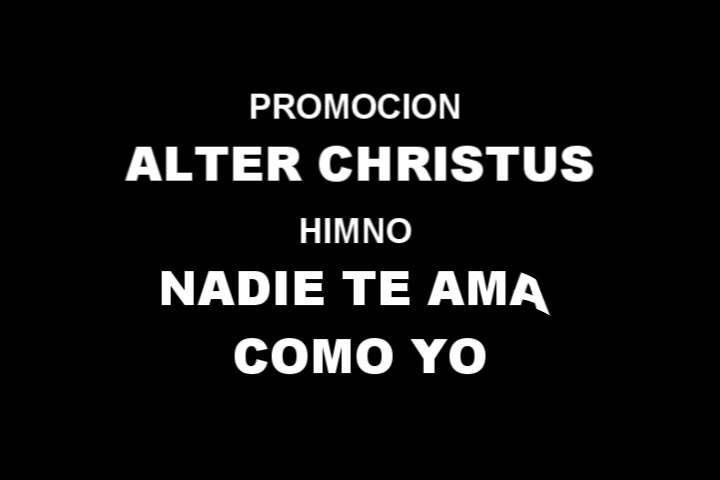 PROMOCION
ALTER CHRISTUS
HIMNO
NADIE TE AMA
COMO YO